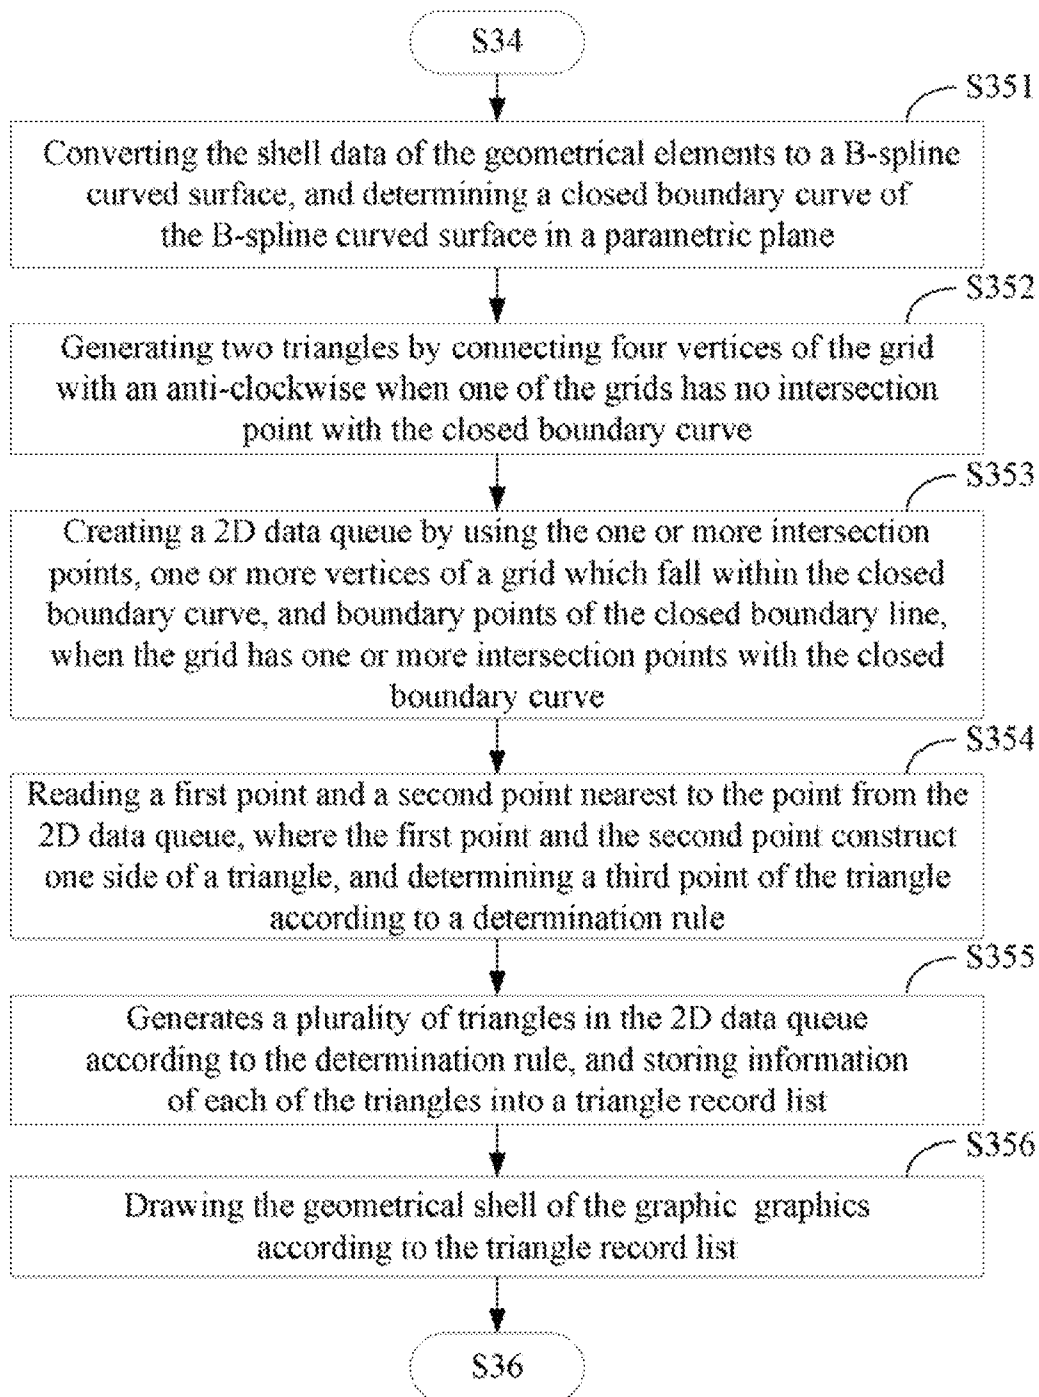 S34
S351
Converting the shell data of the geometrical elements to a B-spline
curved surface, and determining a closed boundary curve of
the B-spline curved surface in a parametric plane
S352
Generating two triangles by connecting four vertices of the grid
with an anti-clockwise when one of the grids has no intersection
point with the closed boundary curve
S353
Creating a 2D data queue by using the one or more intersection
points, one or more vertices of a grid which fall within the closed
boundary curve, and boundary points of the closed boundary line,
when the grid has one or more intersection points with the closed
boundary curve
S354
Reading a first point and a second point nearest to the point from the
2D data queue, where the first point and the second point construct
one side of a triangle, and determining a third point of the triangle
according to a determination rule
S355
Generates a plurality of triangles in the 2D data queue
according to the determination rule, and storing information
of each of the triangles into a triangle record list
S356
Drawing the geometrical shell of the graphic graphics
according to the triangle record list
S36